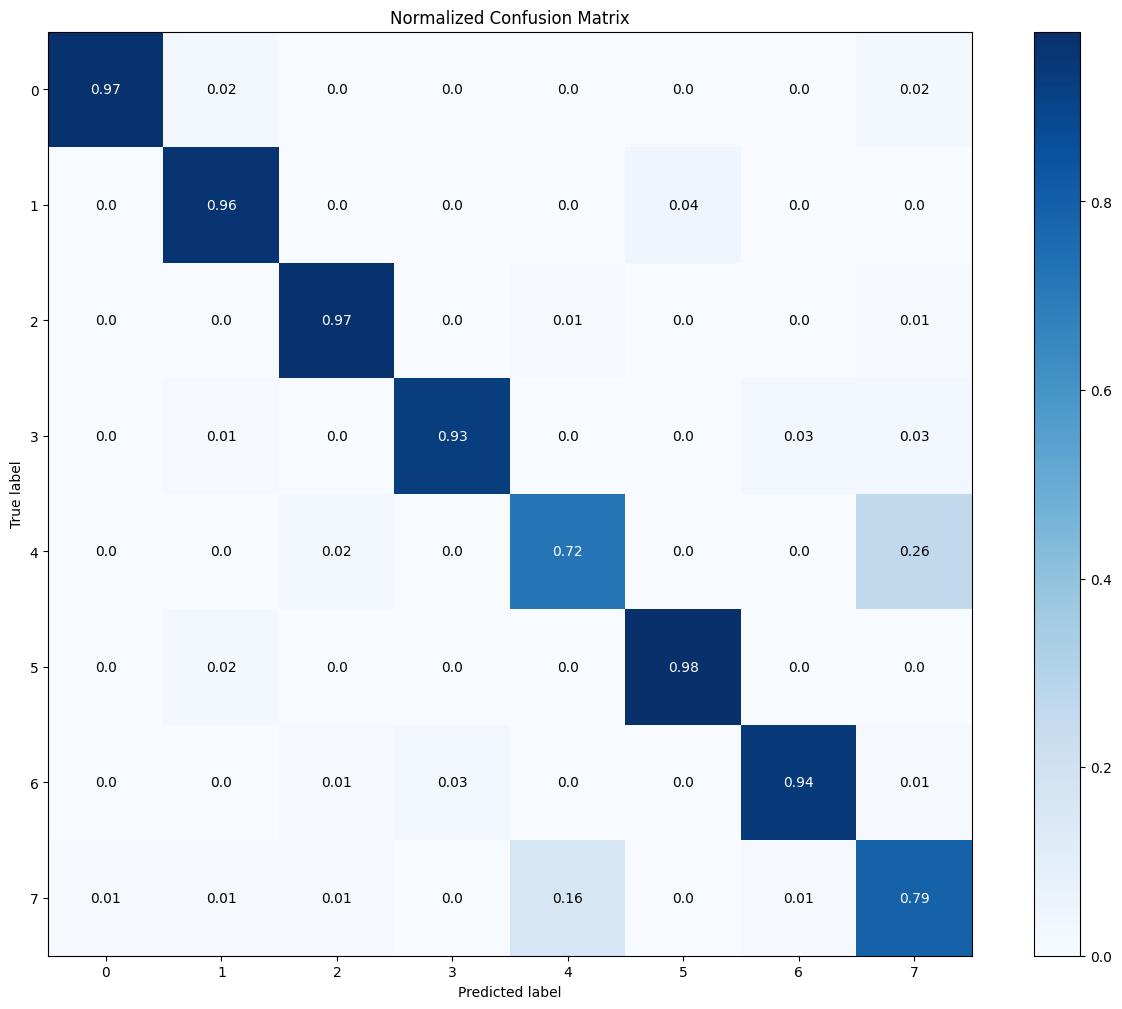 Normalized Confusion Matrix
0 0.97 0.02 0.0 0.0 0.0 0.0 0.0 0.02
1 0.0 0.96 0.0 0.0 0.0 0.04 0.0 0.0
2 0.0 0.0 0.97 0.0 0.01 0.0 0.0 0.01
3 0.0 0.01 0.0 0.93 0.0 0.0 0.03 0.03
4 0.0 0.0 0.02 0.0 0.72 0.0 0.0 0.26
5 0.0 0.02 0.0 0.0 0.0 0.98 0.0 0.0
6 0.0 0.0 0.01 0.03 0.0 0.0 0.94 0.01
7 0.01 0.01 0.01 0.0 0.16 0.0 0.01 0.79
0 1 2 3 4 5 6 7
Predicted label
True label
0.8
0.6
0.4
0.2
0.0